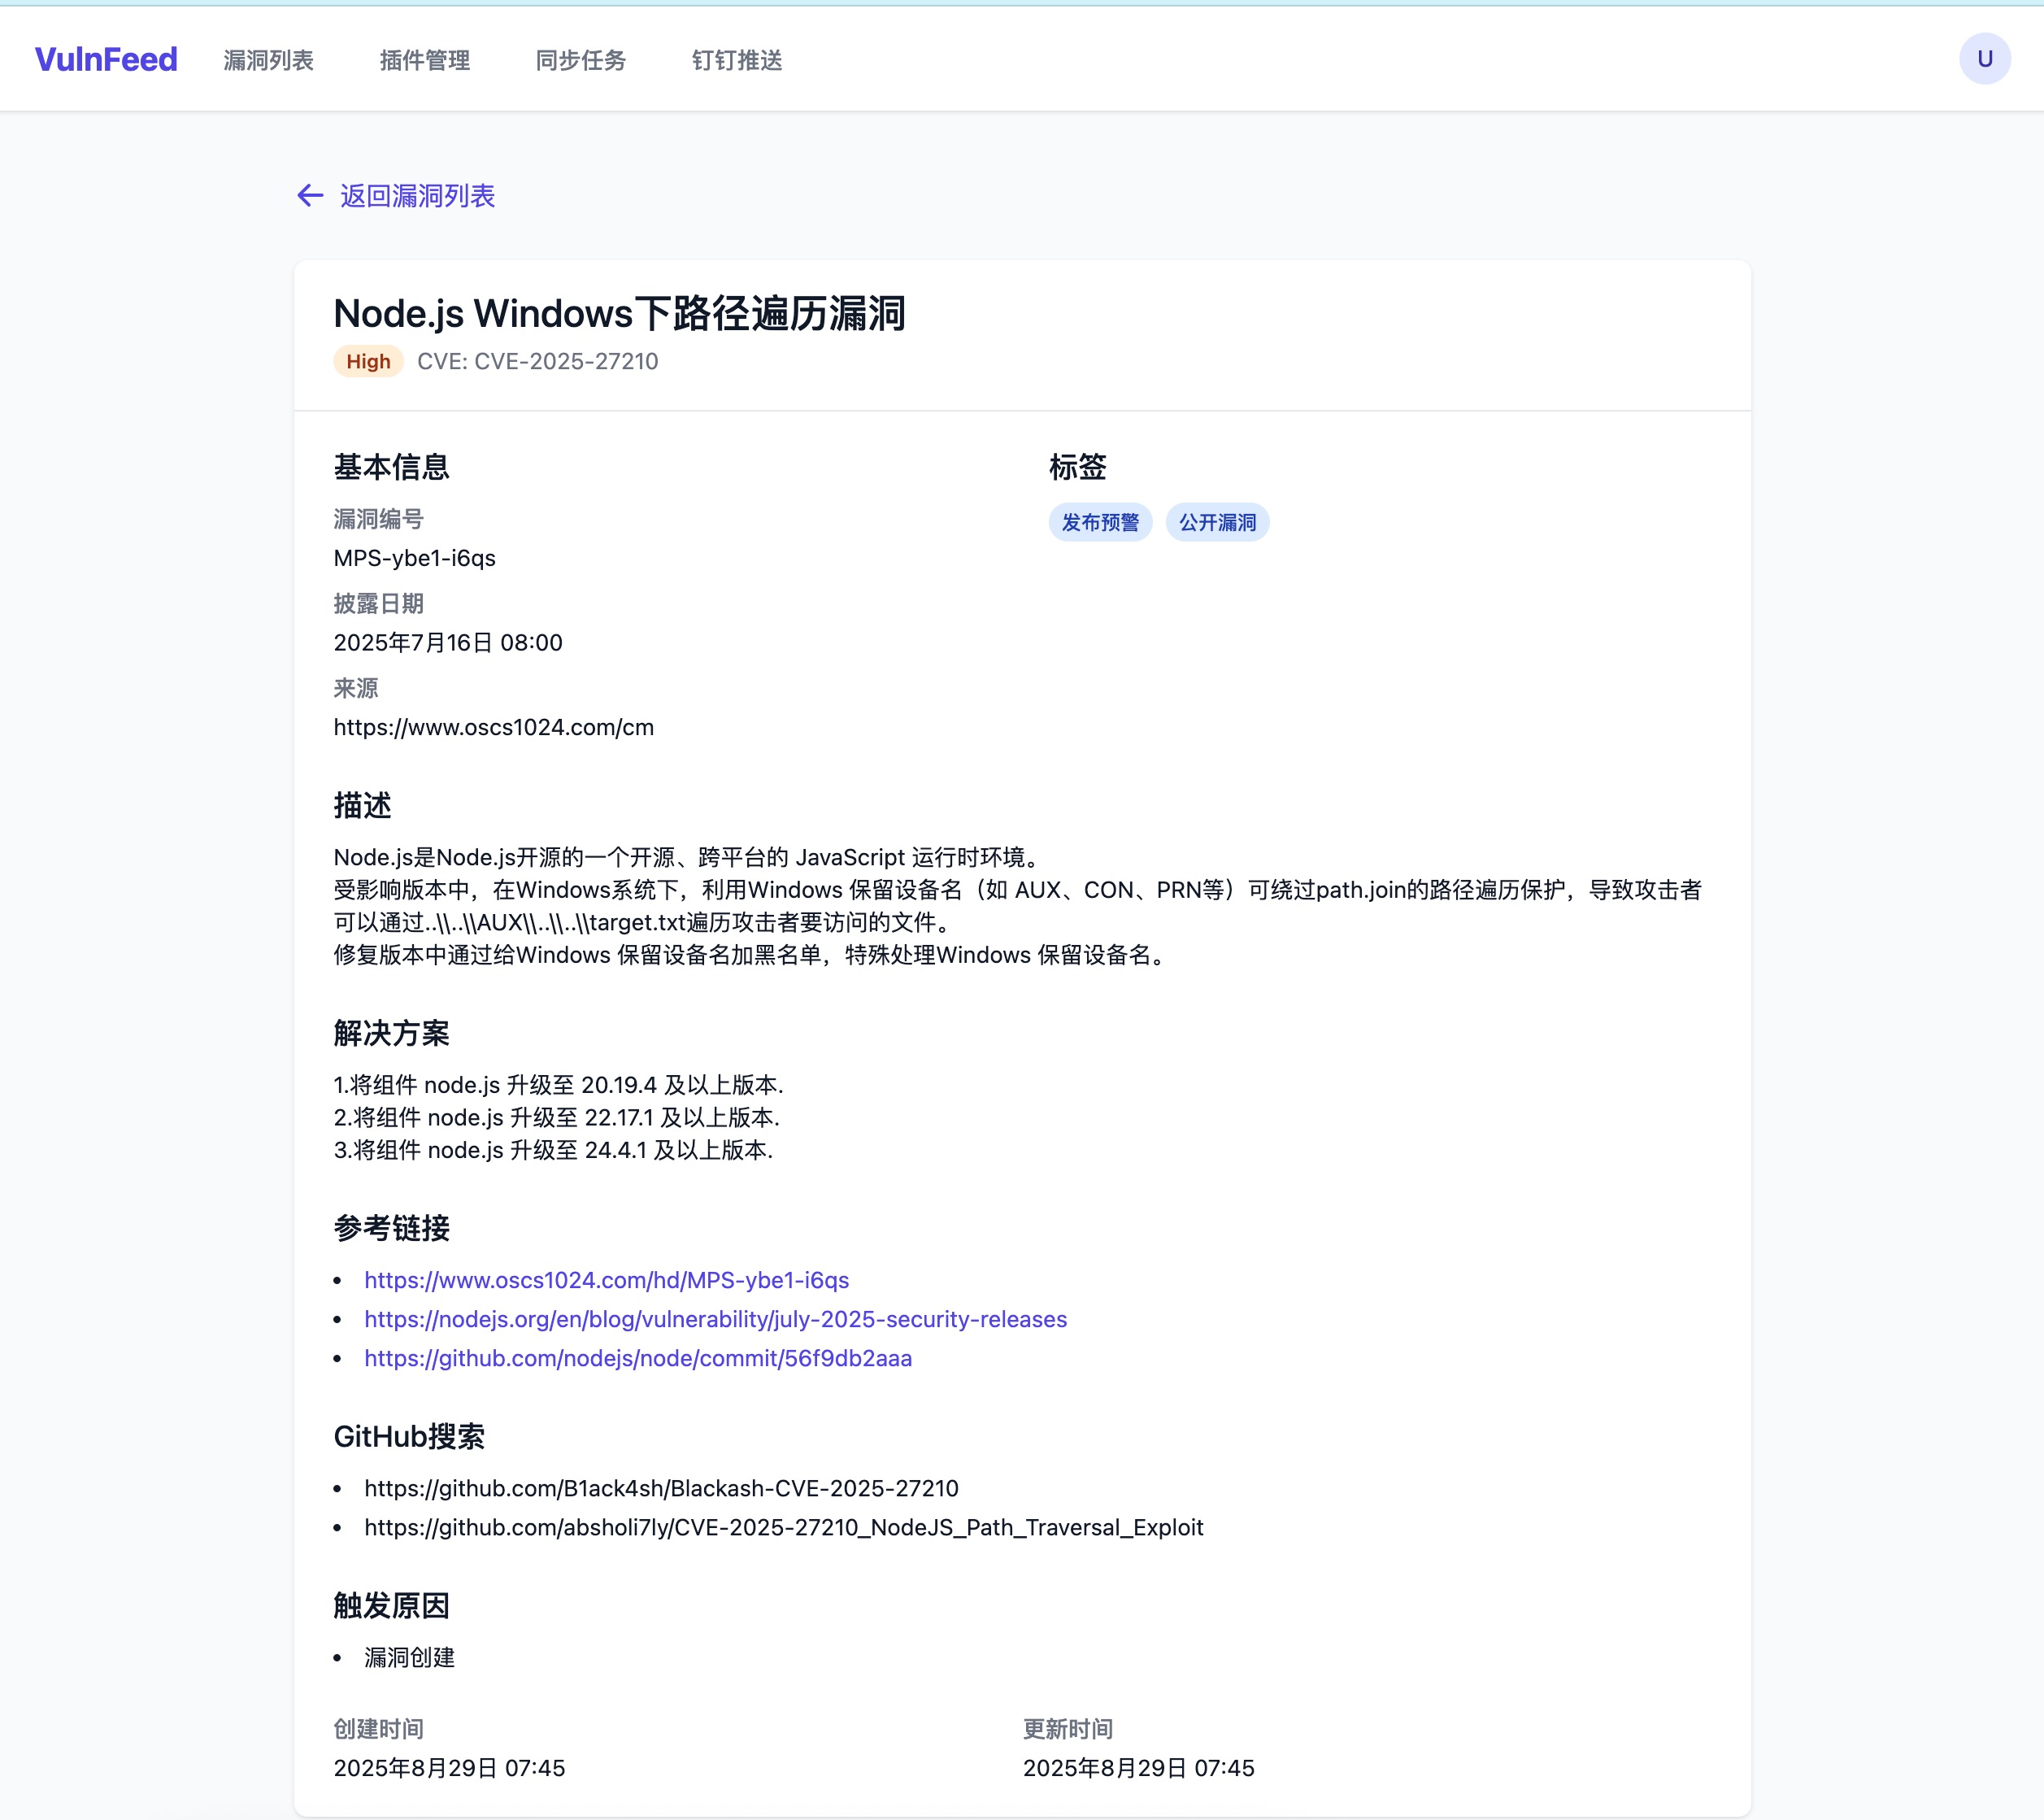 VulnFeed 漏洞列表 插件管理 同步任务 钉钉推送 U
← 返回漏洞列表
Node.js Windows下路径遍历漏洞
High CVE: CVE-2025-27210
基本信息
漏洞编号
MPS-ybe1-i6qs
披露日期
2025年7月16日 08:00
来源
https://www.oscs1024.com/cm
标签
发布预警 公开漏洞
描述
Node.js是Node.js开源的一个开源、跨平台的 JavaScript 运行时环境。
受影响版本中，在Windows系统下，利用Windows 保留设备名（如 AUX、CON、PRN等）可绕过path.join的路径遍历保护，导致攻击者
可以通过..\\..\\AUX\\..\\..\\target.txt遍历攻击者要访问的文件。
修复版本中通过给Windows 保留设备名加黑名单，特殊处理Windows 保留设备名。
解决方案
1.将组件 node.js 升级至 20.19.4 及以上版本.
2.将组件 node.js 升级至 22.17.1 及以上版本.
3.将组件 node.js 升级至 24.4.1 及以上版本.
参考链接
• https://www.oscs1024.com/hd/MPS-ybe1-i6qs
• https://nodejs.org/en/blog/vulnerability/july-2025-security-releases
• https://github.com/nodejs/node/commit/56f9db2aaa
GitHub搜索
• https://github.com/B1ack4sh/Blackash-CVE-2025-27210
• https://github.com/absholi7ly/CVE-2025-27210_NodeJS_Path_Traversal_Exploit
触发原因
• 漏洞创建
创建时间
2025年8月29日 07:45
更新时间
2025年8月29日 07:45